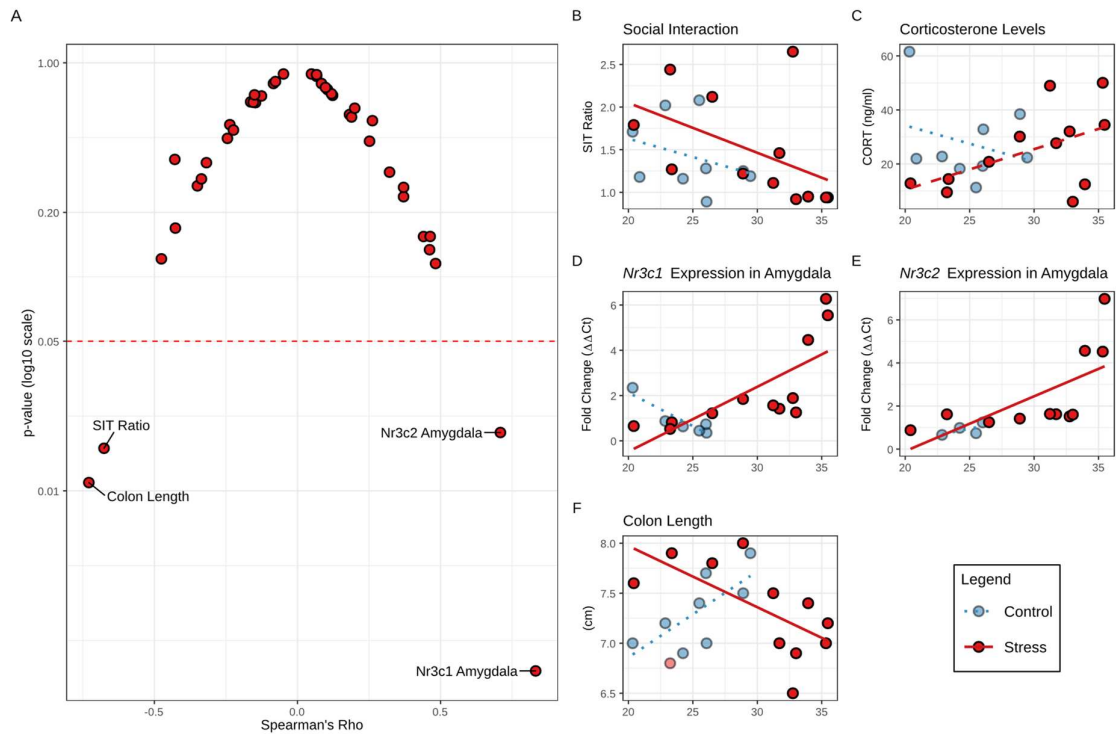 A
1.00
0.20
0.05
0.01
p-value (log10 scale)
SIT Ratio
Colon Length
Nr3c2 Amygdala
Nr3c1 Amygdala
-0.5
0.0
0.5
Spearman's Rho
B
Social Interaction
SIT Ratio
2.5
2.0
1.5
1.0
20
25
30
35
C
Corticosterone Levels
CORT (ng/ml)
60
40
20
20
25
30
35
D
Nr3c1 Expression in Amygdala
Fold Change (ΔΔCt)
6
4
2
0
20
25
30
35
E
Nr3c2 Expression in Amygdala
Fold Change (ΔΔCt)
6
4
2
0
20
25
30
35
F
Colon Length
(cm)
8.0
7.5
7.0
6.5
20
25
30
35
Legend
Control
Stress